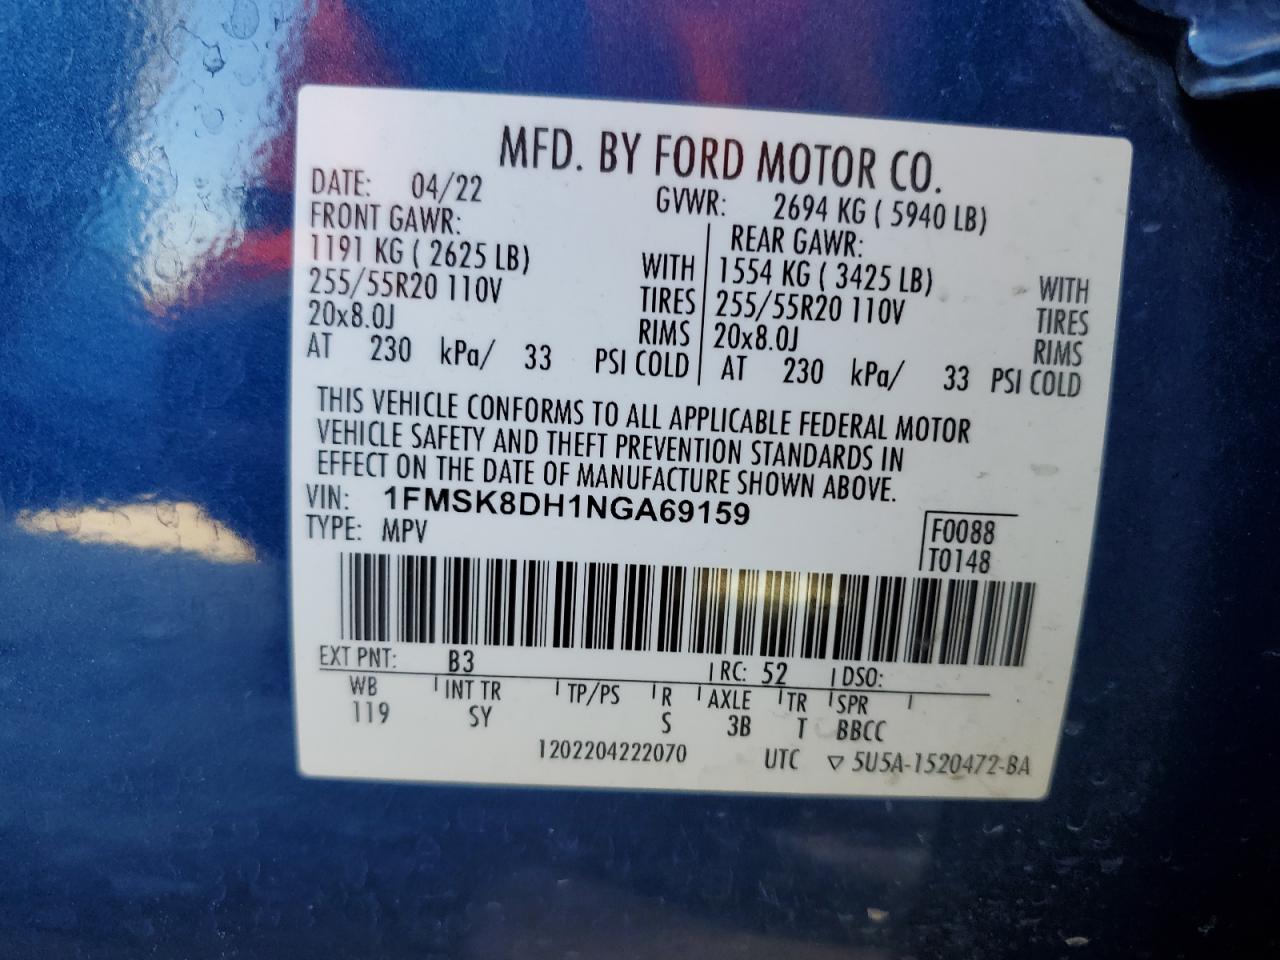 MFD. BY FORD MOTOR CO.
DATE: 04/22 GVWR: 2694 KG ( 5940 LB)
FRONT GAWR: REAR GAWR:
1191 KG ( 2625 LB) WITH 1554 KG ( 3425 LB) WITH
255/55R20 110V TIRES 255/55R20 110V TIRES
20x8.0J RIMS 20x8.0J RIMS
AT 230 kPa/ 33 PSI COLD AT 230 kPa/ 33 PSI COLD
THIS VEHICLE CONFORMS TO ALL APPLICABLE FEDERAL MOTOR
VEHICLE SAFETY AND THEFT PREVENTION STANDARDS IN
EFFECT ON THE DATE OF MANUFACTURE SHOWN ABOVE.
VIN: 1FMSK8DH1NGA69159
TYPE: MPV F0088
T0148
EXT PNT: B3 RC: 52 DSO:
WB INT TR TP/PS R AXLE TR SPR
119 SY S 3B T BBCC
1202204222070 UTC ▽ 5U5A-1520472-BA